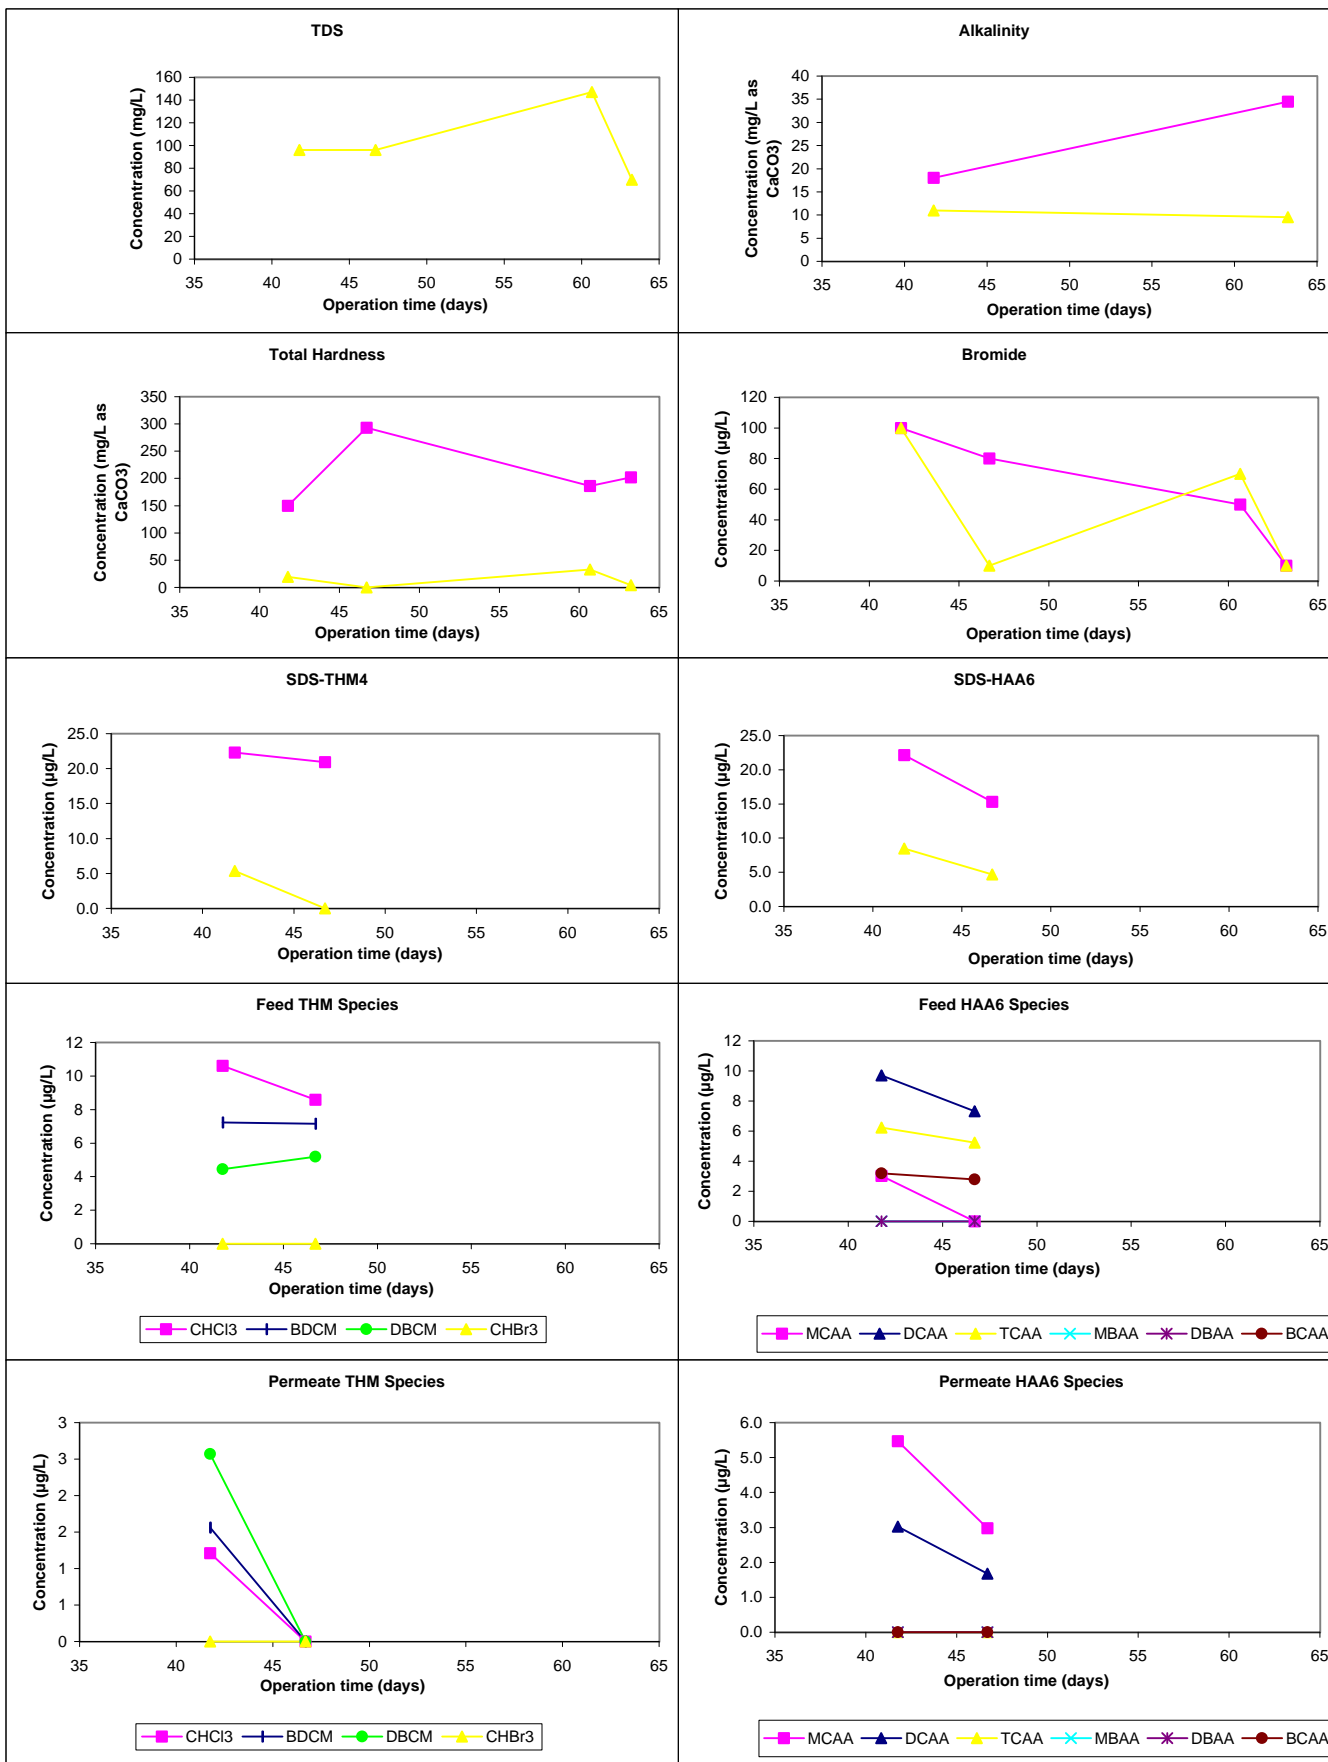 TDS
Concentration (mg/L)
160
140
120
100
80
60
40
20
0
35 40 45 50 55 60 65
Operation time (days)
Alkalinity
Concentration (mg/L as
CaCO3)
40
35
30
25
20
15
10
5
0
35 40 45 50 55 60 65
Operation time (days)
Total Hardness
Concentration (mg/L as
CaCO3)
350
300
250
200
150
100
50
0
35 40 45 50 55 60 65
Operation time (days)
Bromide
Concentration (µg/L)
120
100
80
60
40
20
0
35 40 45 50 55 60 65
Operation time (days)
SDS-THM4
Concentration (µg/L)
25.0
20.0
15.0
10.0
5.0
0.0
35 40 45 50 55 60 65
Operation time (days)
SDS-HAA6
Concentration (µg/L)
25.0
20.0
15.0
10.0
5.0
0.0
35 40 45 50 55 60 65
Operation time (days)
Feed THM Species
Concentration (µg/L)
12
10
8
6
4
2
0
35 40 45 50 55 60 65
Operation time (days)
CHCl3 BDCM DBCM CHBr3
Feed HAA6 Species
Concentration (µg/L)
12
10
8
6
4
2
0
35 40 45 50 55 60 65
Operation time (days)
MCAA DCAA TCAA MBAA DBAA BCAA
Permeate THM Species
Concentration (µg/L)
3
3
2
2
1
1
0
35 40 45 50 55 60 65
Operation time (days)
CHCl3 BDCM DBCM CHBr3
Permeate HAA6 Species
Concentration (µg/L)
6.0
5.0
4.0
3.0
2.0
1.0
0.0
35 40 45 50 55 60 65
Operation time (days)
MCAA DCAA TCAA MBAA DBAA BCAA